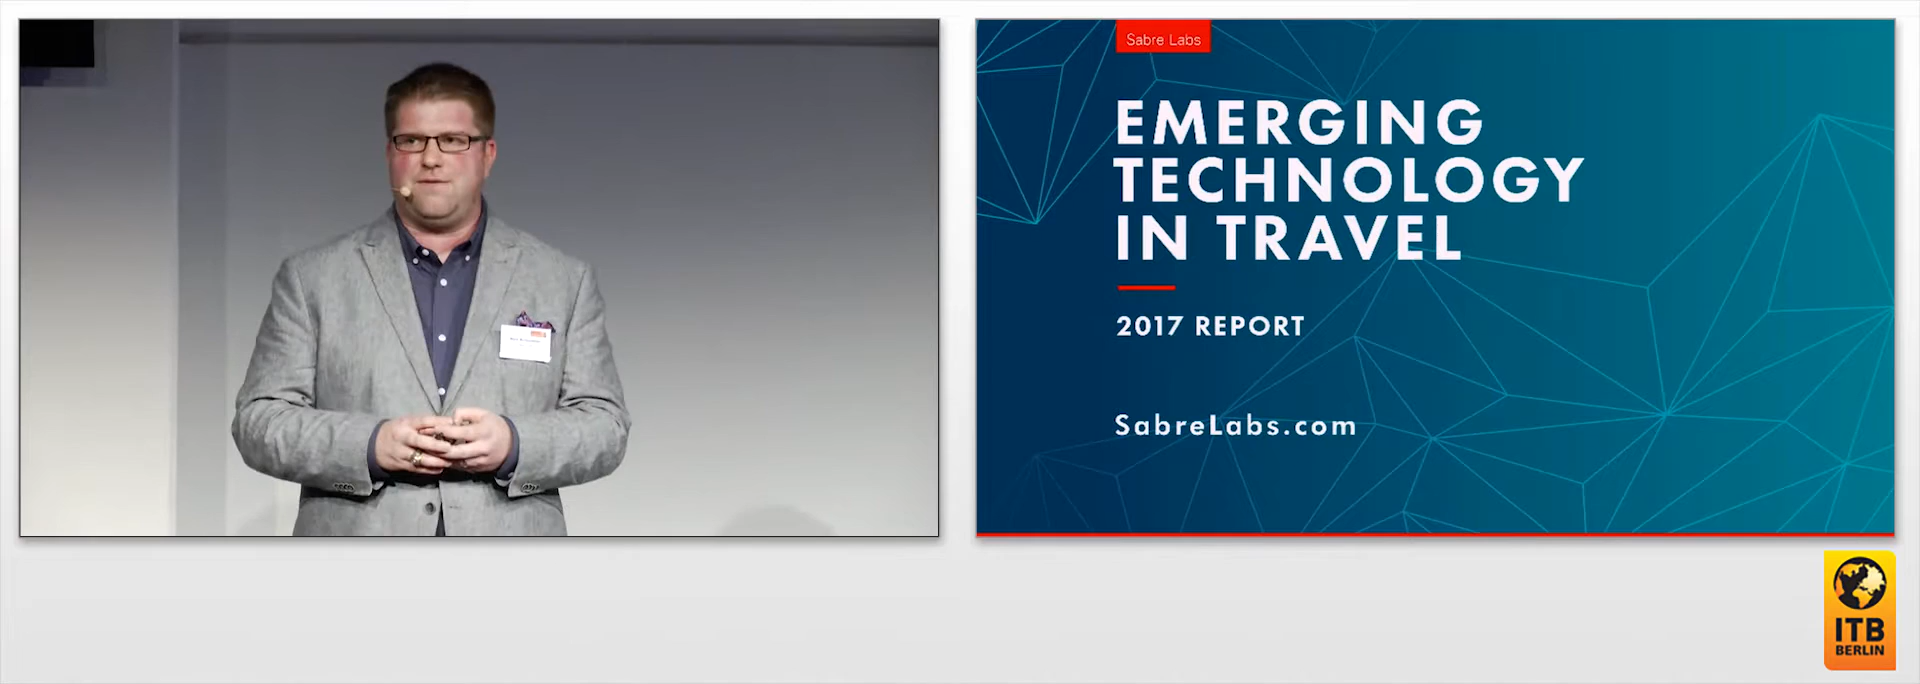 Sabre Labs
EMERGING
TECHNOLOGY
IN TRAVEL
2017 REPORT
SabreLabs.com
ITB
BERLIN